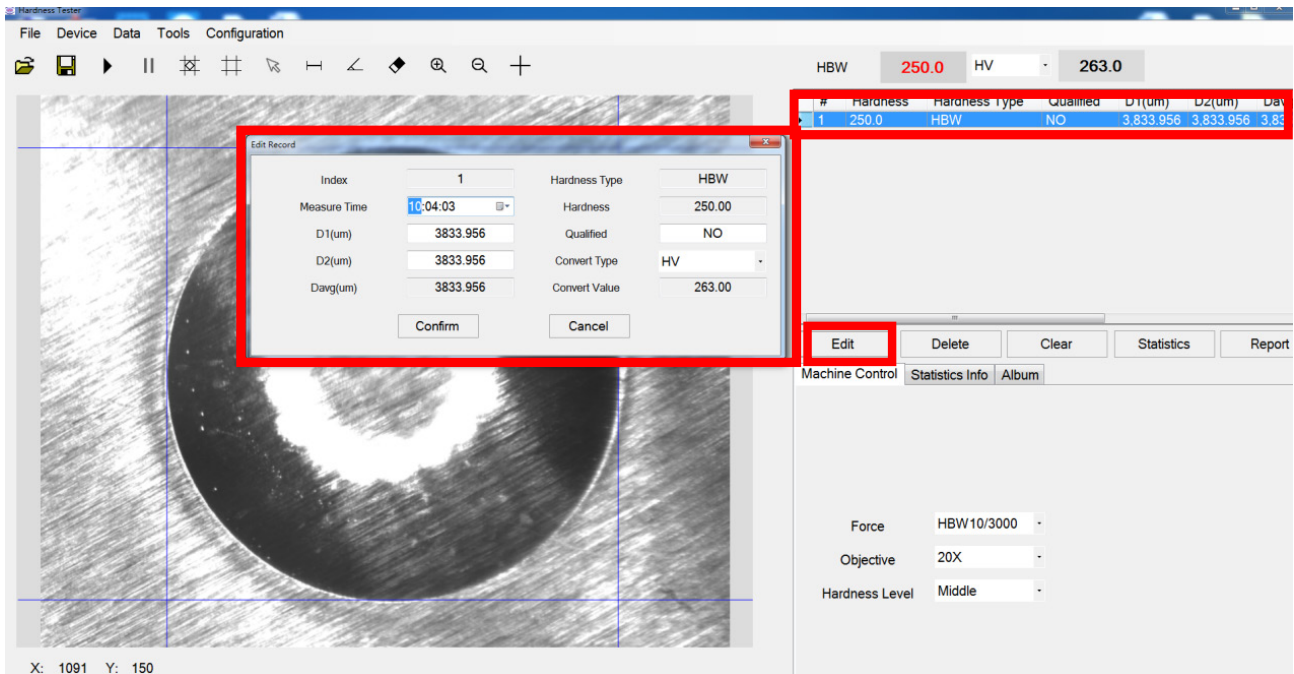 Hardness Tester
File Device Data Tools Configuration
HBW 250.0 HV 263.0
# Hardness Hardness Type Qualified D1(um) D2(um) Dav
1 250.0 HBW NO 3,833.956 3,833.956 3,83
Edit Record
Index 1 Hardness Type HBW
Measure Time 10:04:03 Hardness 250.00
D1(um) 3833.956 Qualified NO
D2(um) 3833.956 Convert Type HV
Davg(um) 3833.956 Convert Value 263.00
Confirm Cancel
Edit Delete Clear Statistics Report
Machine Control Statistics Info Album
Force HBW10/3000
Objective 20X
Hardness Level Middle
X: 1091 Y: 150